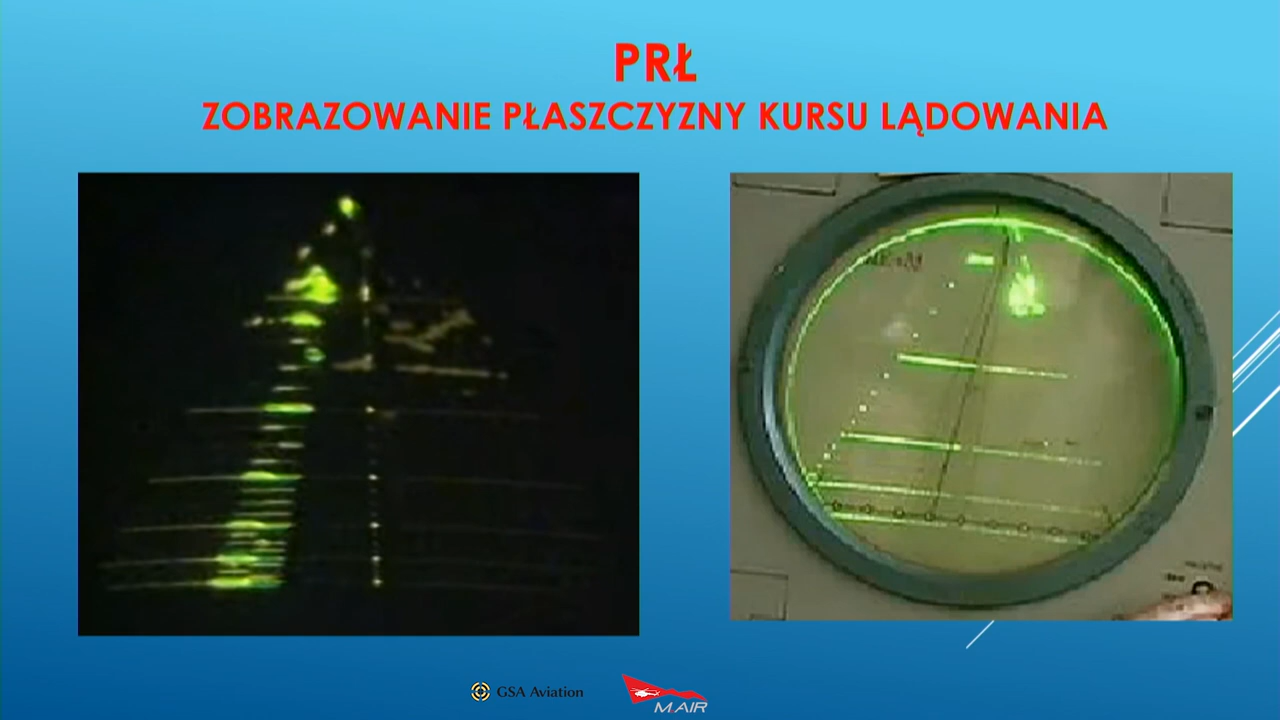 PRŁ
ZOBRAZOWANIE PŁASZCZYZNY KURSU LĄDOWANIA
GSA Aviation
M.AIR